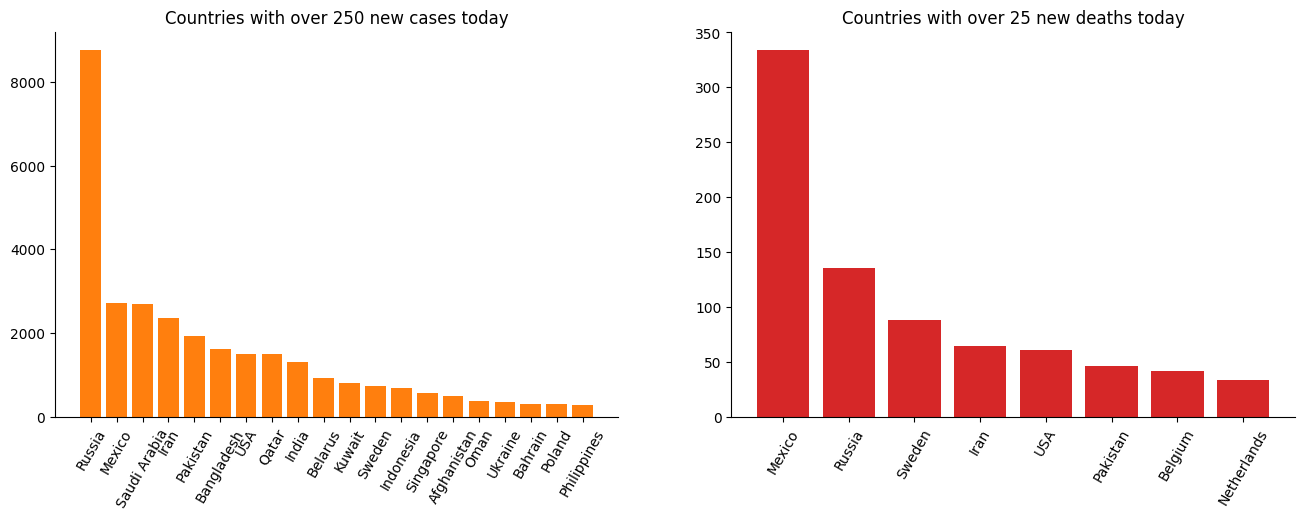 Countries with over 250 new cases today
8000
6000
4000
2000
0
Russia
Mexico
Saudi Arabia
Iran
Pakistan
Bangladesh
USA
Qatar
India
Belarus
Kuwait
Sweden
Indonesia
Singapore
Afghanistan
Oman
Ukraine
Bahrain
Poland
Philippines
Countries with over 25 new deaths today
350
300
250
200
150
100
50
0
Mexico
Russia
Sweden
Iran
USA
Pakistan
Belgium
Netherlands